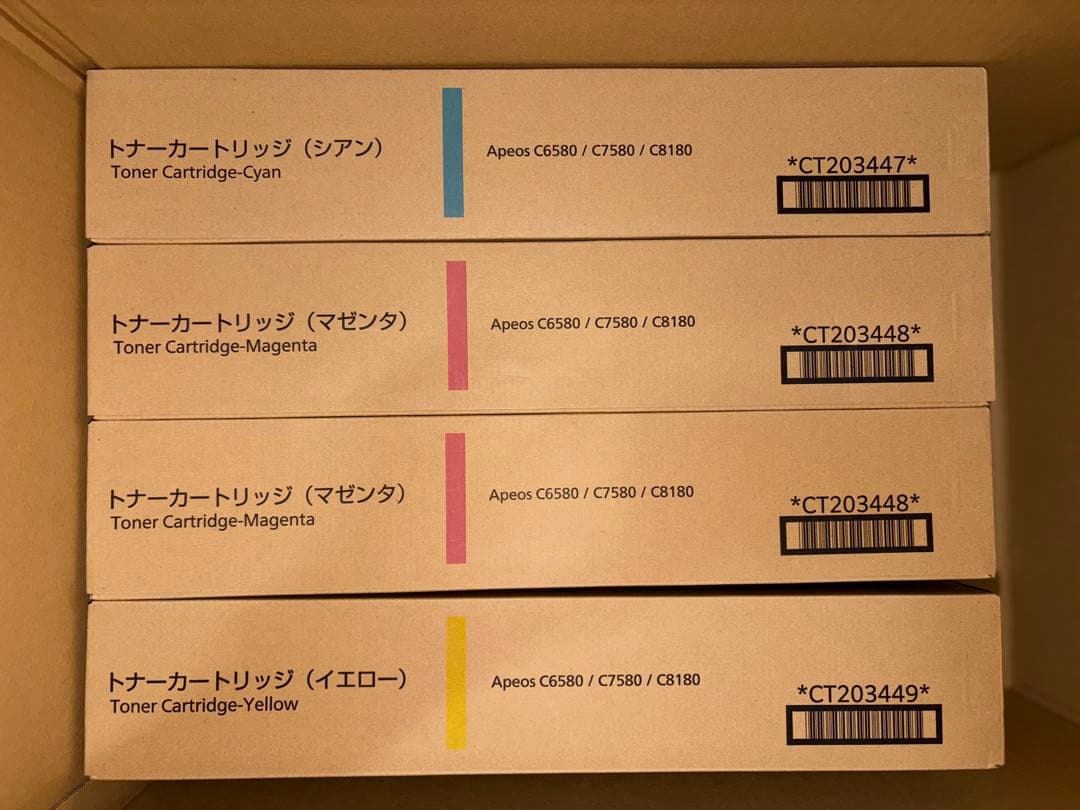 トナーカートリッジ（シアン）
Toner Cartridge-Cyan
Apeos C6580 / C7580 / C8180
*CT203447*
トナーカートリッジ（マゼンタ）
Toner Cartridge-Magenta
Apeos C6580 / C7580 / C8180
*CT203448*
トナーカートリッジ（マゼンタ）
Toner Cartridge-Magenta
Apeos C6580 / C7580 / C8180
*CT203448*
トナーカートリッジ（イエロー）
Toner Cartridge-Yellow
Apeos C6580 / C7580 / C8180
*CT203449*